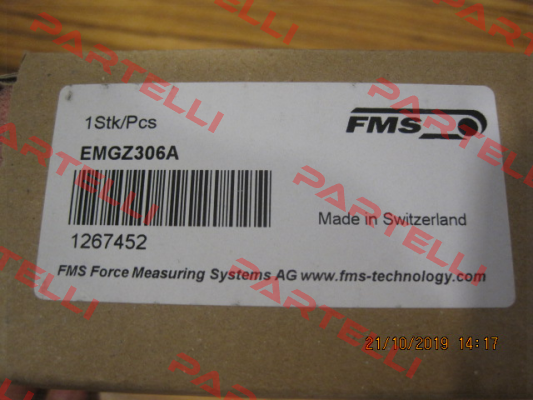 1Stk/Pcs
FMS
EMGZ306A
Made in Switzerland
1267452
FMS Force Measuring Systems AG www.fms-technology.com
21/10/2019 14:17
PARTELLI
PARTELLI
PARTELLI
PARTELLI
PARTELLI
PARTELLI